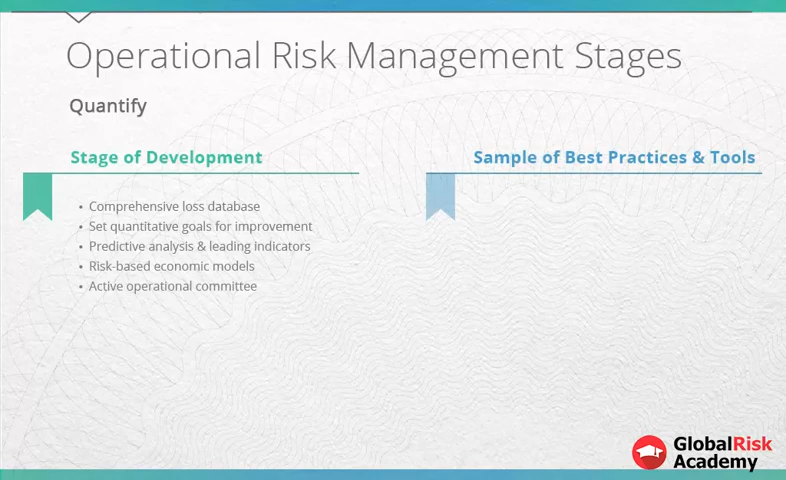 Operational Risk Management Stages
Quantify
Stage of Development
• Comprehensive loss database
• Set quantitative goals for improvement
• Predictive analysis & leading indicators
• Risk-based economic models
• Active operational committee
Sample of Best Practices & Tools
GlobalRisk
Academy